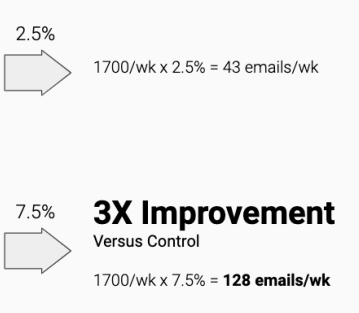 2.5%
1700/wk x 2.5% = 43 emails/wk
7.5%
3X Improvement
Versus Control
1700/wk x 7.5% = 128 emails/wk